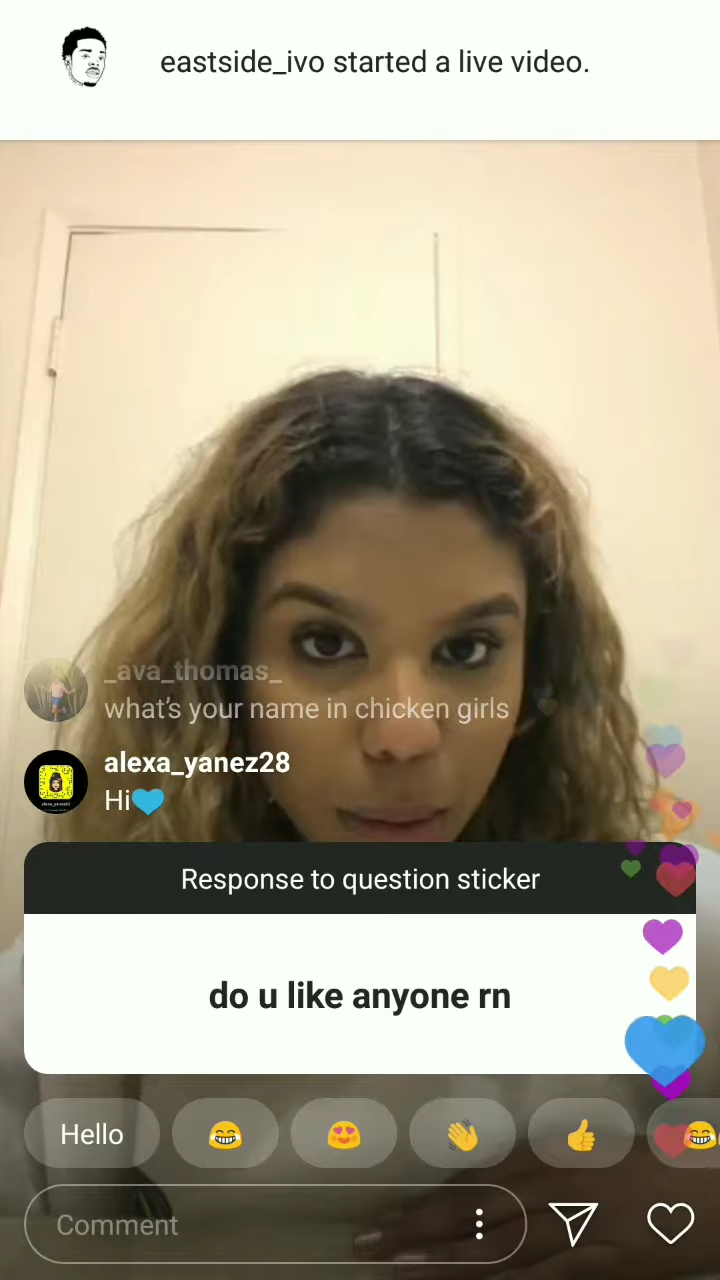 eastside_ivo started a live video.
_ava_thomas_
what's your name in chicken girls
alexa_yanez28
Hi💙
Response to question sticker
do u like anyone rn
Hello
Comment